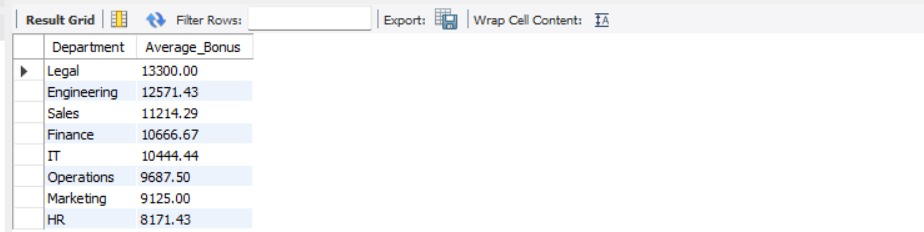 Result Grid Filter Rows: Export: Wrap Cell Content: IA
Department Average_Bonus
Legal 13300.00
Engineering 12571.43
Sales 11214.29
Finance 10666.67
IT 10444.44
Operations 9687.50
Marketing 9125.00
HR 8171.43